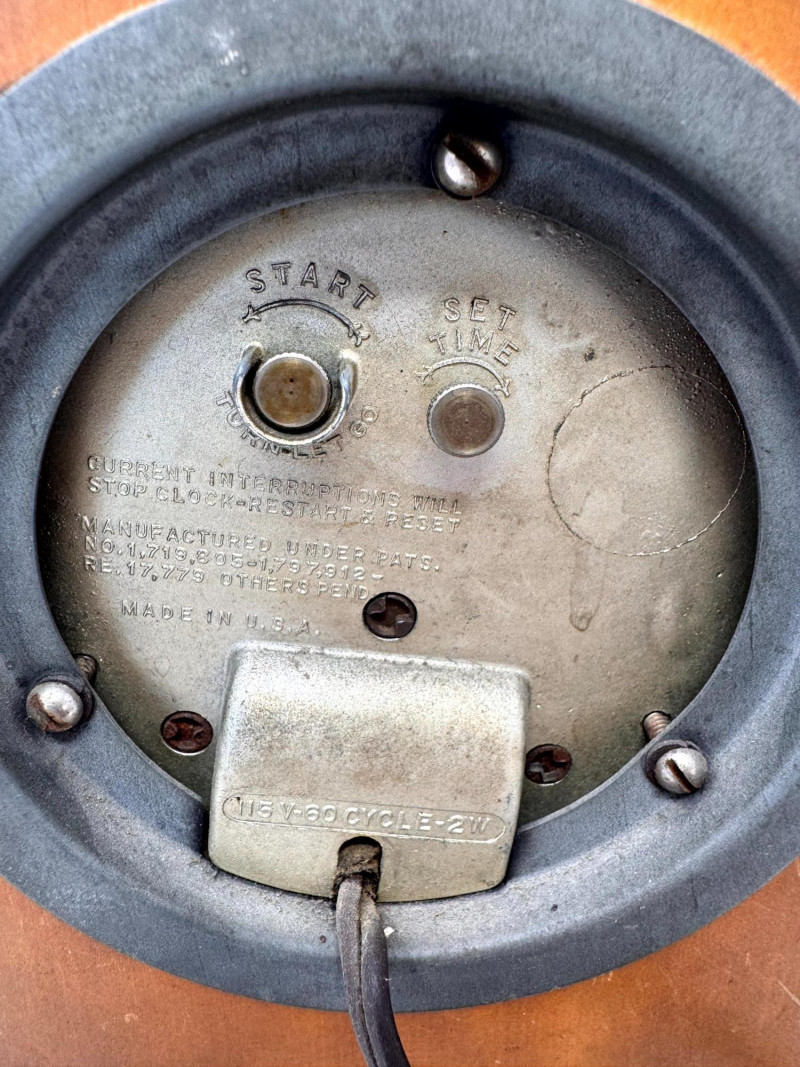 START
TURN-LET GO
SET
TIME
CURRENT INTERRUPTIONS WILL
STOP CLOCK-RESTART & RESET
MANUFACTURED UNDER PATS.
NO.1,719,805-1,797,912-
RE.17,779 OTHERS PEND.
MADE IN U.S.A.
115 V-60 CYCLE-2W